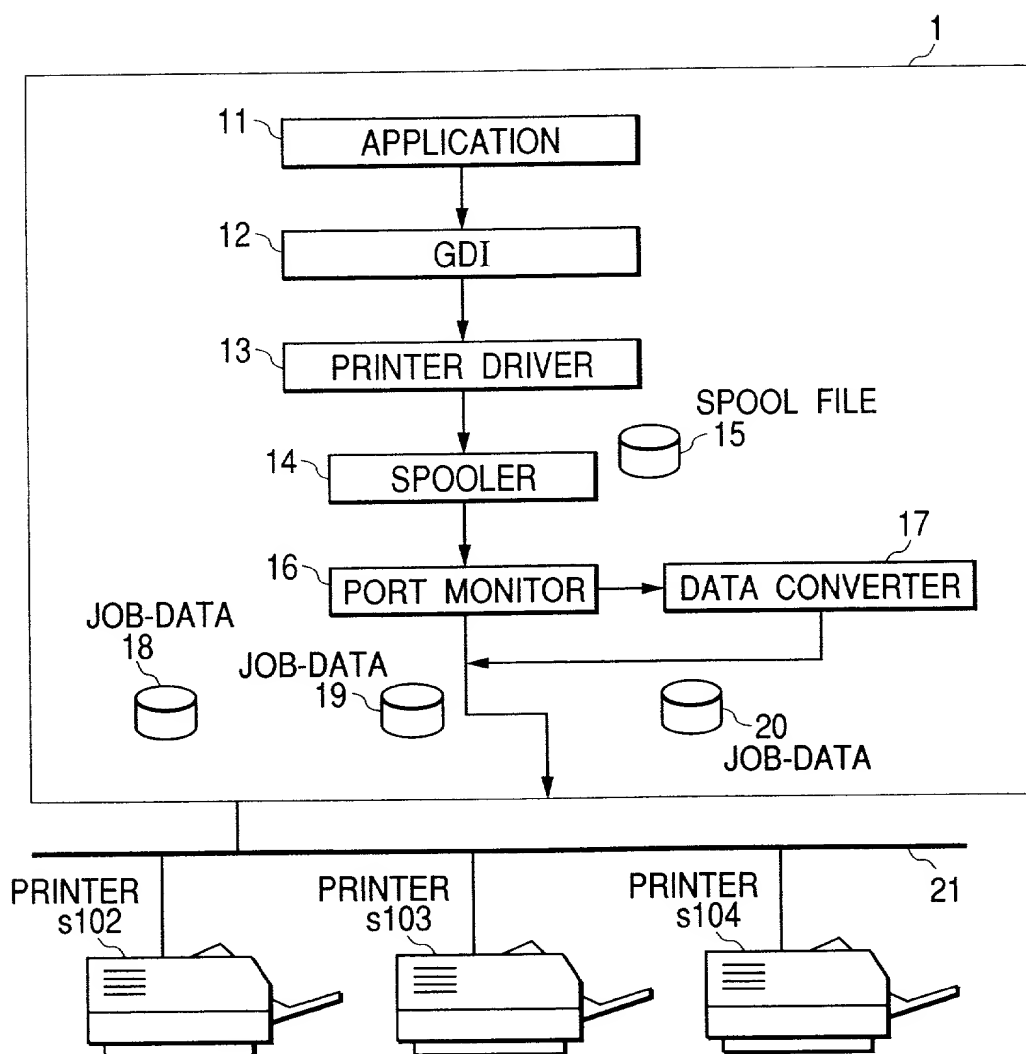 1
11
APPLICATION
12
GDI
13
PRINTER DRIVER
SPOOL FILE
15
14
SPOOLER
17
16
PORT MONITOR
DATA CONVERTER
JOB-DATA
18
JOB-DATA
19
20
JOB-DATA
21
PRINTER
s102
PRINTER
s103
PRINTER
s104